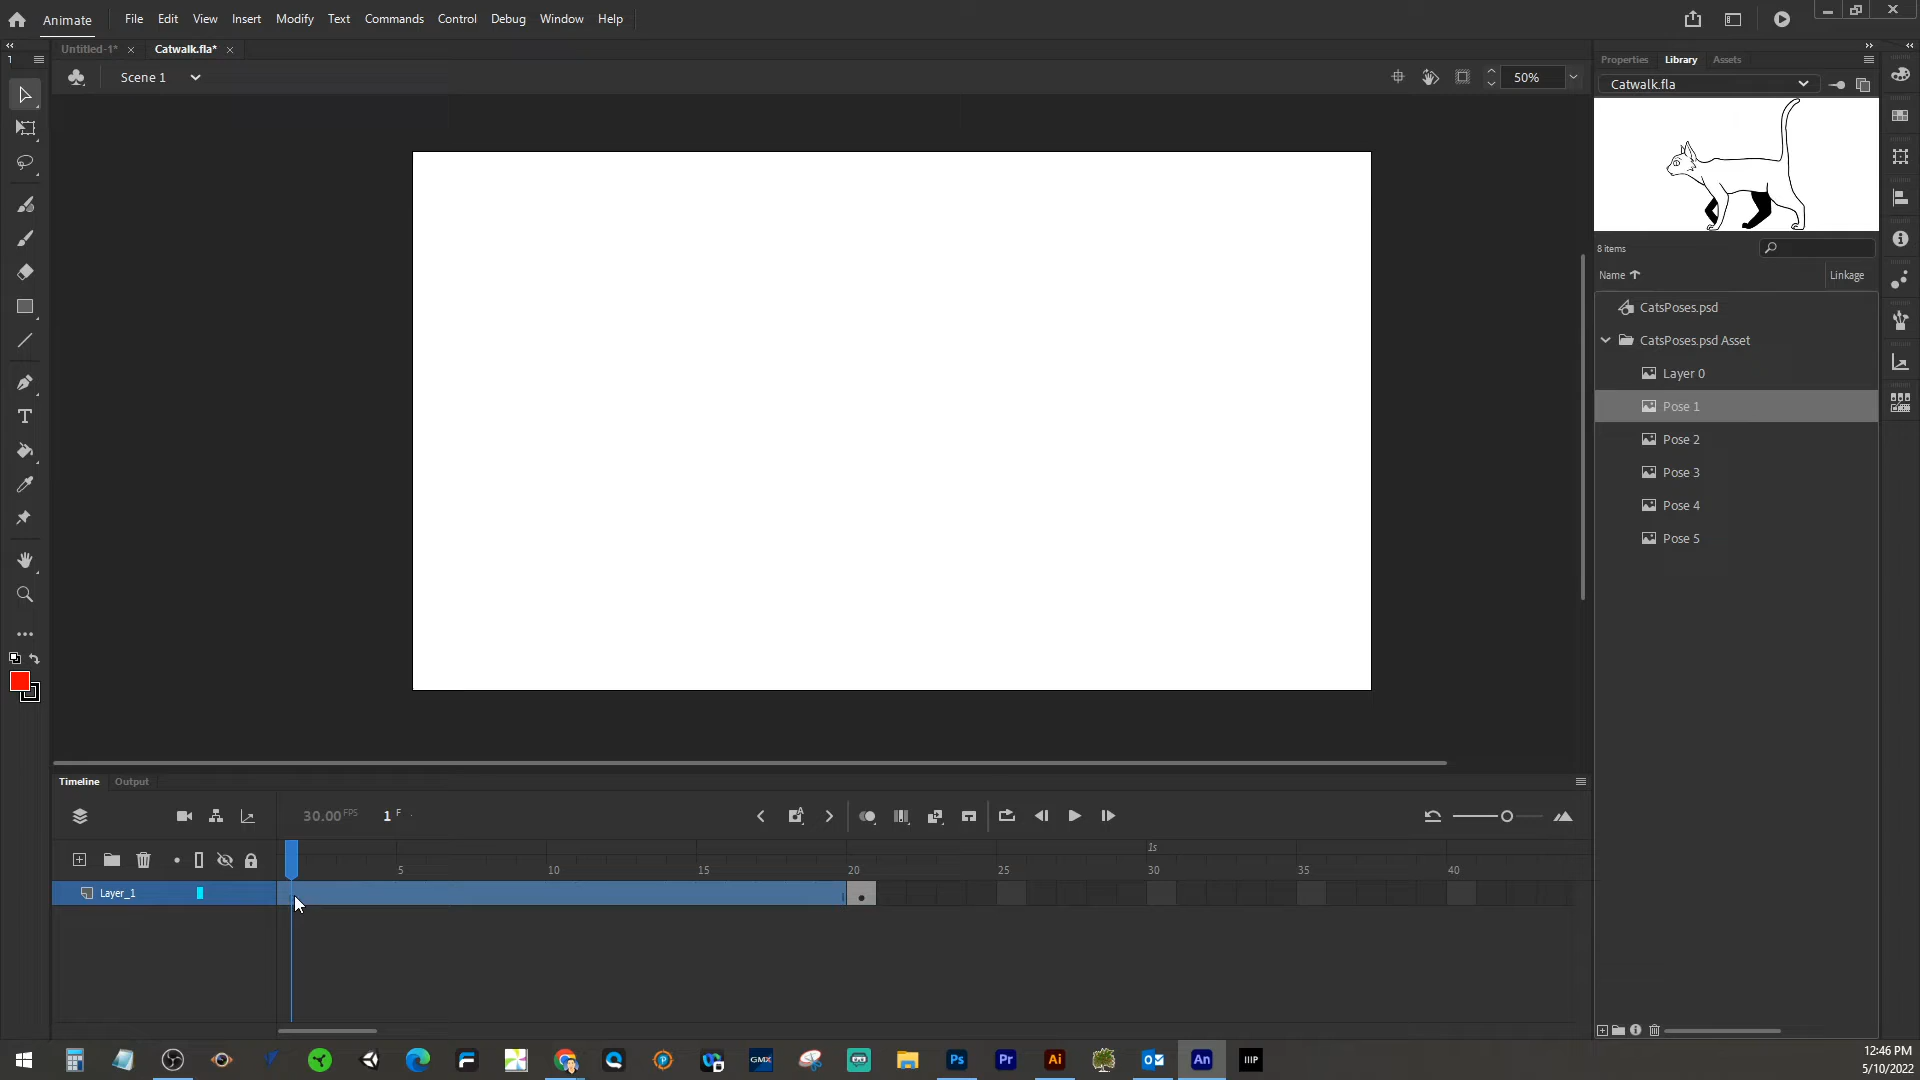 Animate File Edit View Insert Modify Text Commands Control Debug Window Help
Untitled-1* × Catwalk.fla* ×
Properties Library Assets
1
Scene 1
50%
Catwalk.fla
8 items
Name Linkage
CatsPoses.psd
CatsPoses.psd Asset
Layer 0
Pose 1
Pose 2
Pose 3
Pose 4
Pose 5
Timeline Output
30.00 FPS 1 F
1s
5 10 15 20 25 30 35 40
Layer_1
GMX Ps Pr Ai An
12:46 PM
5/10/2022